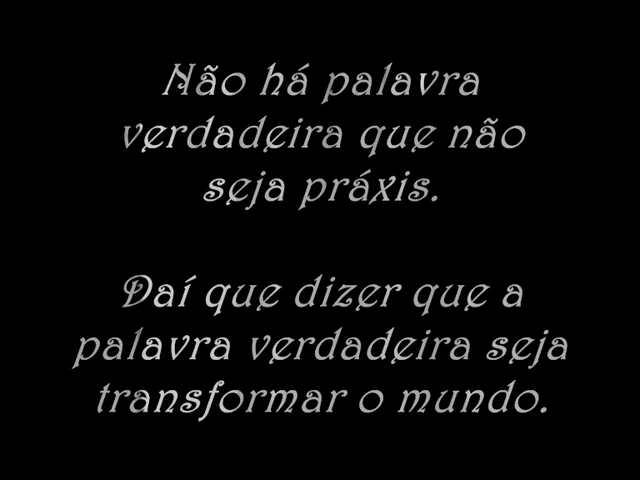 Não há palavra
verdadeira que não
seja práxis.
Daí que dizer que a
palavra verdadeira seja
transformar o mundo.